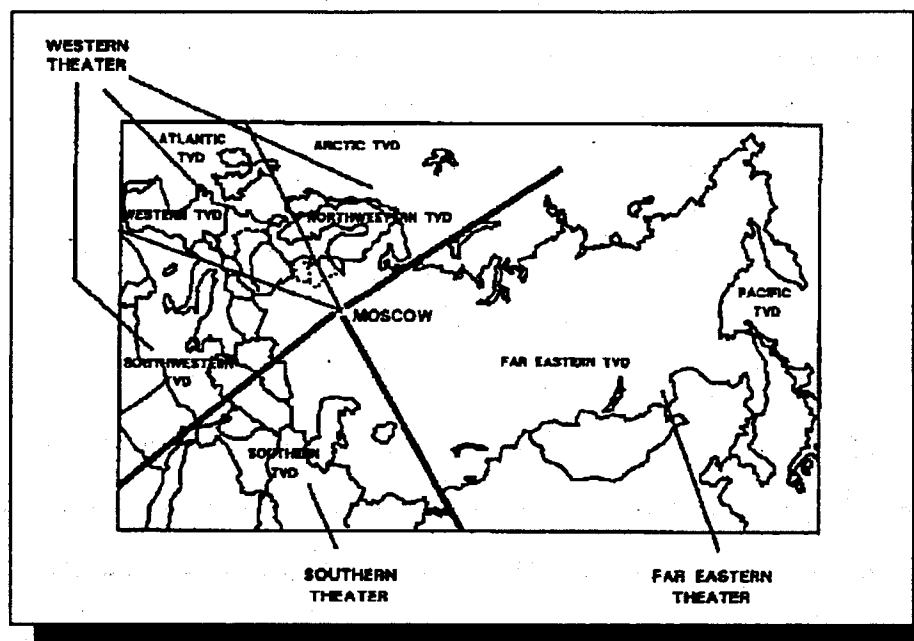 WESTERN
THEATER
ATLANTIC
TVD
ARCTIC TVD
WESTERN TVD
NORTHWESTERN TVD
MOSCOW
PACIFIC
TVD
SOUTHWESTERN
TVD
FAR EASTERN TVD
SOUTHERN
TVD
SOUTHERN
THEATER
FAR EASTERN
THEATER